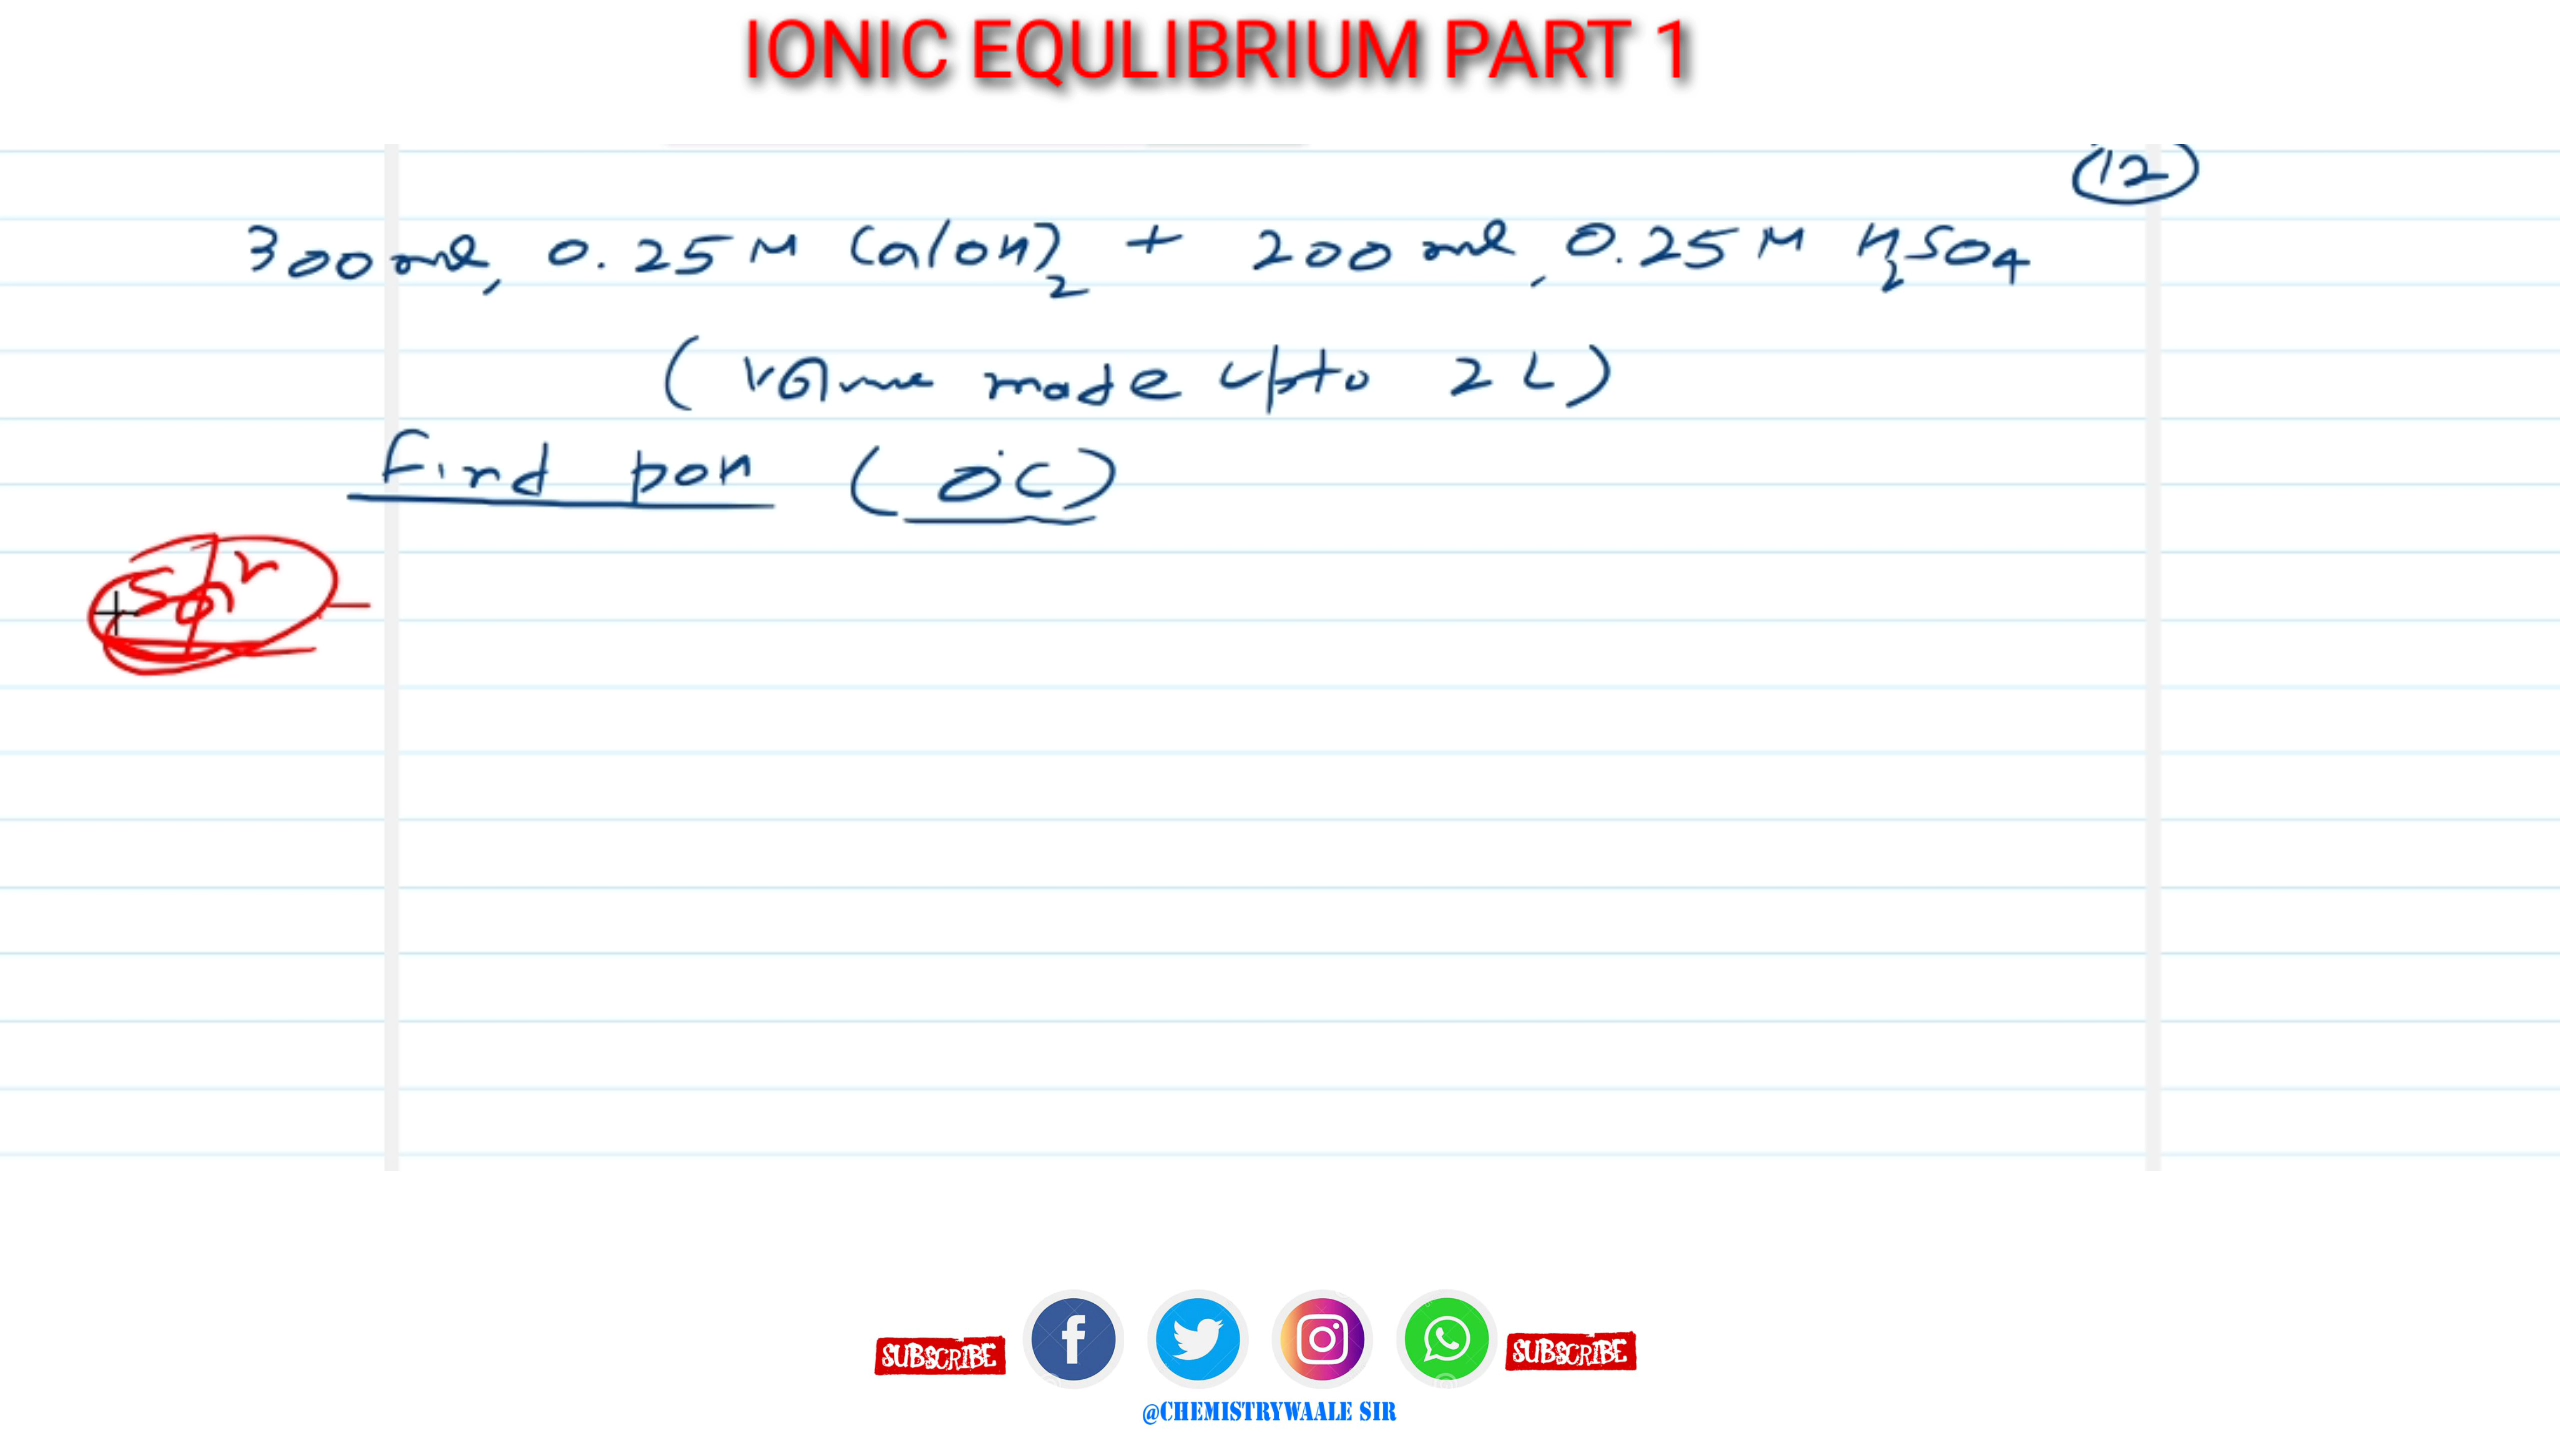 IONIC EQULIBRIUM PART 1
(12)
300 ml, 0.25 M Ca(OH)2 + 200 ml, 0.25 M H2SO4
(Volume made upto 2 L)
Find pOH (0°C)
Soln -
SUBSCRIBE SUBSCRIBE
@CHEMISTRYWAALE SIR